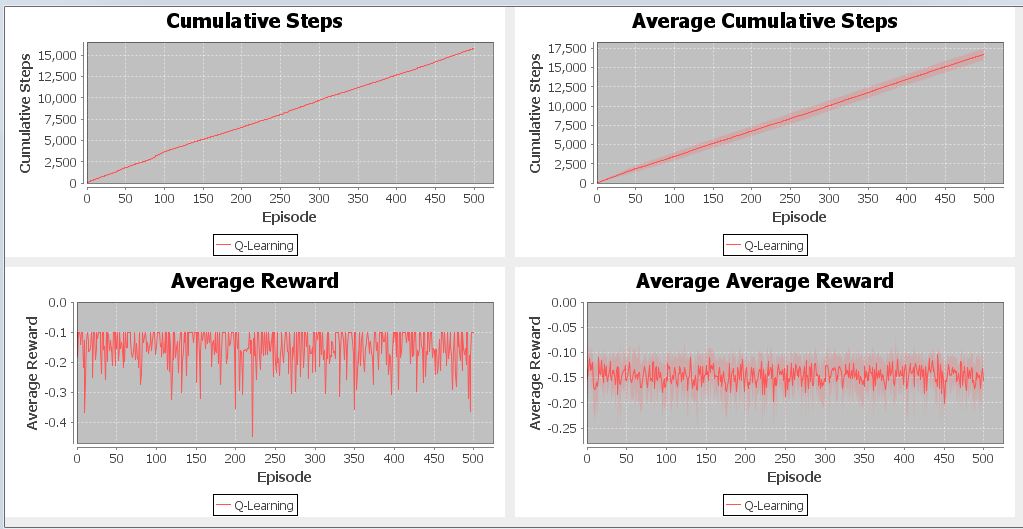 Cumulative Steps
Cumulative Steps
15,000
12,500
10,000
7,500
5,000
2,500
0
0 50 100 150 200 250 300 350 400 450 500
Episode
Q-Learning
Average Cumulative Steps
Cumulative Steps
17,500
15,000
12,500
10,000
7,500
5,000
2,500
0
0 50 100 150 200 250 300 350 400 450 500
Episode
Q-Learning
Average Reward
Average Reward
0.0
-0.1
-0.2
-0.3
-0.4
0 50 100 150 200 250 300 350 400 450 500
Episode
Q-Learning
Average Average Reward
Average Reward
0.00
-0.05
-0.10
-0.15
-0.20
-0.25
0 50 100 150 200 250 300 350 400 450 500
Episode
Q-Learning